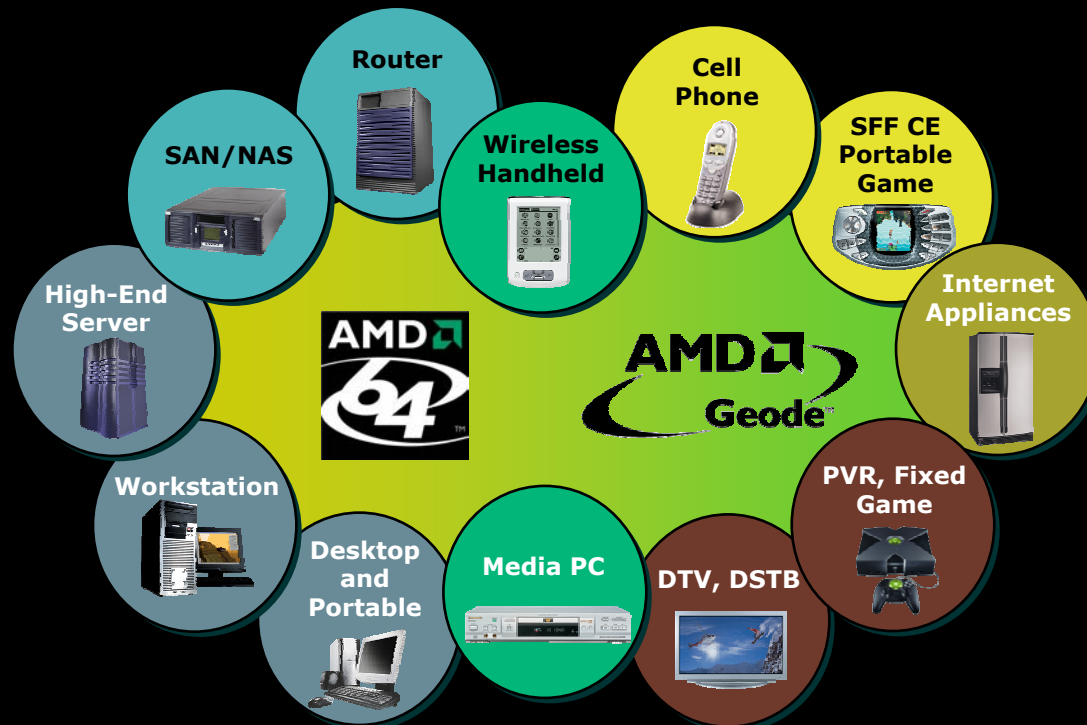 Router
Cell
Phone
SAN/NAS
Wireless
Handheld
SFF CE
Portable
Game
High-End
Server
Internet
Appliances
AMD
64
TM
AMD
Geode
Workstation
PVR, Fixed
Game
Desktop
and
Portable
Media PC
DTV, DSTB